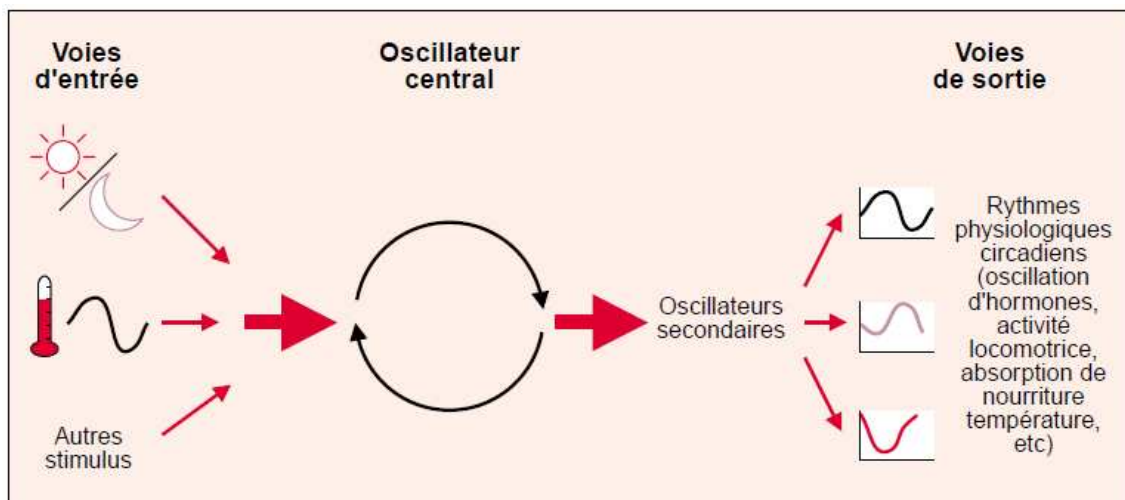 Voies
d'entrée
Oscillateur
central
Voies
de sortie
Autres
stimulus
Oscillateurs
secondaires
Rythmes
physiologiques
circadiens
(oscillation
d'hormones,
activité
locomotrice,
absorption de
nourriture
température,
etc)